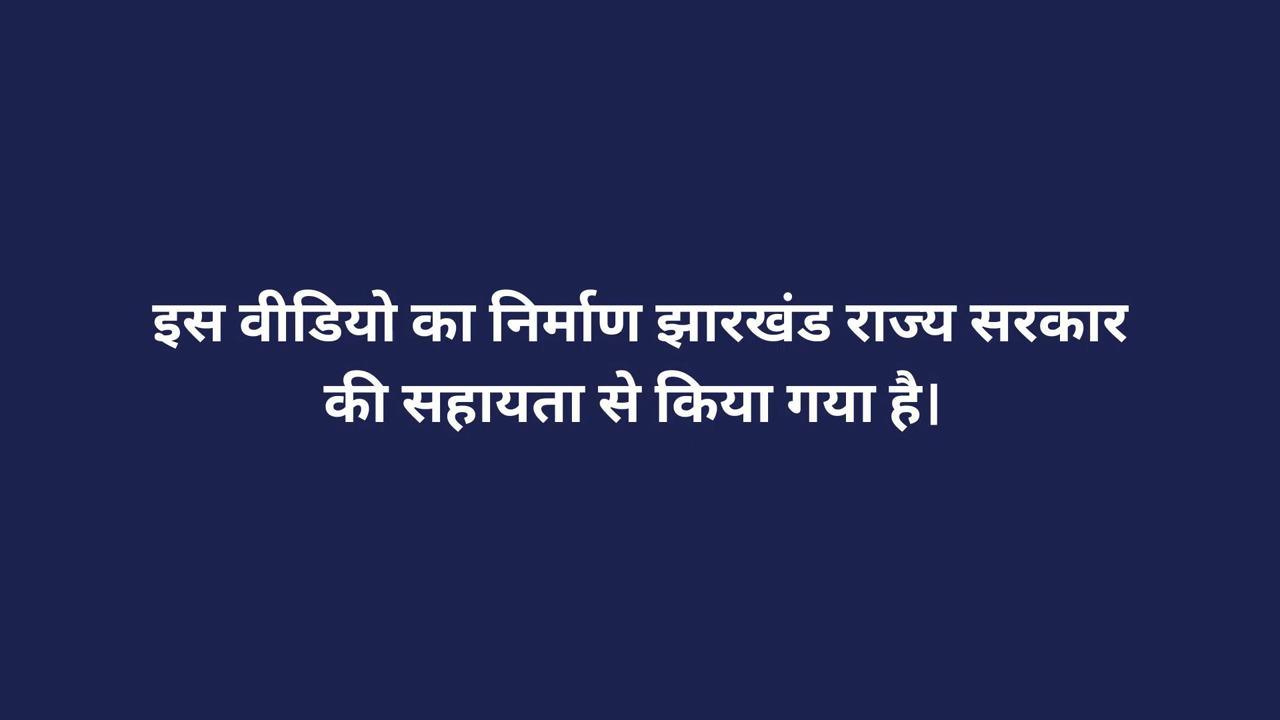 इस वीडियो का निर्माण झारखंड राज्य सरकार
की सहायता से किया गया है।